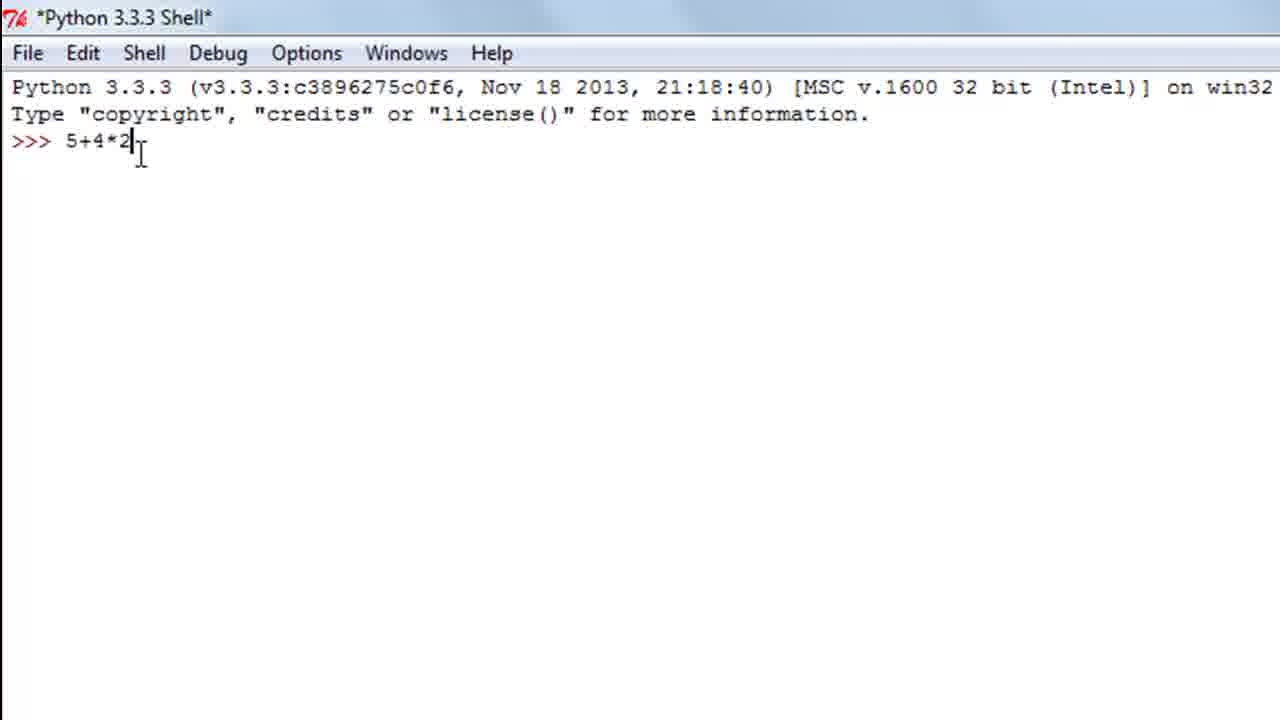 *Python 3.3.3 Shell*
File Edit Shell Debug Options Windows Help
Python 3.3.3 (v3.3.3:c3896275c0f6, Nov 18 2013, 21:18:40) [MSC v.1600 32 bit (Intel)] on win32
Type "copyright", "credits" or "license()" for more information.
>>> 5+4*2